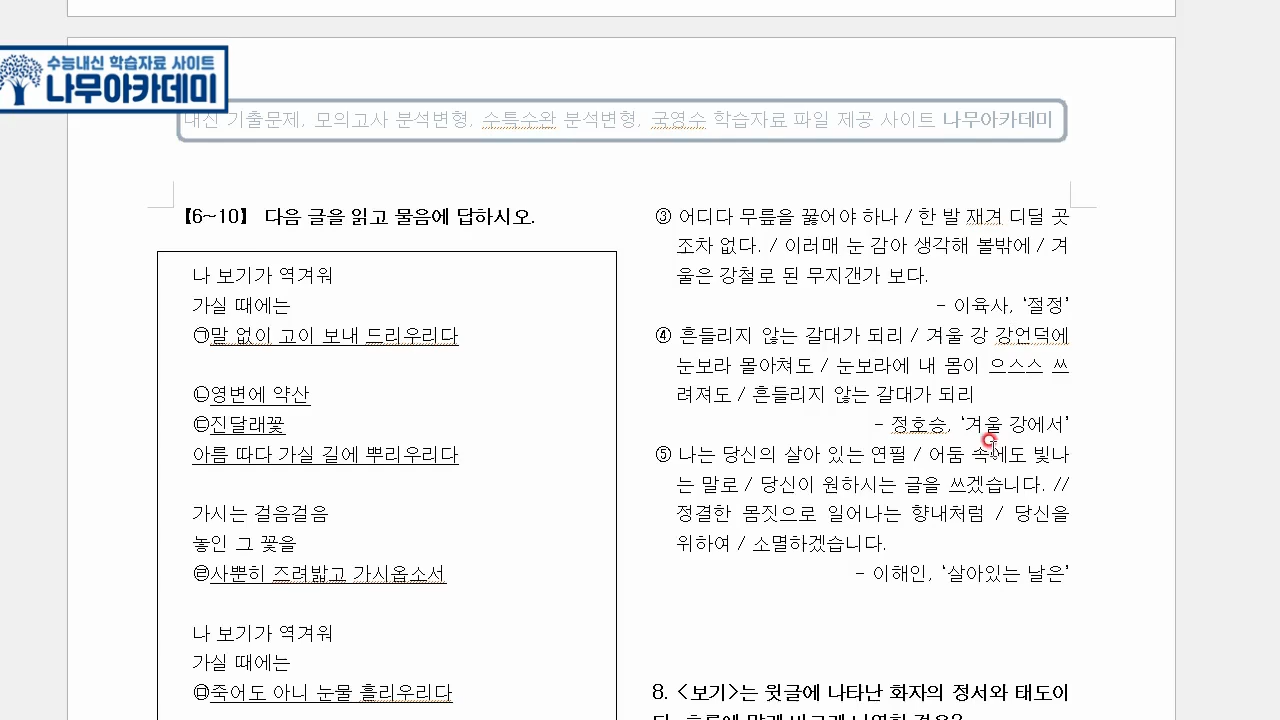 수능내신 학습자료 사이트
나무아카데미
내신 기출문제, 모의고사 분석변형, 수특수완 분석변형, 국영수 학습자료 파일 제공 사이트 나무아카데미
【6~10】 다음 글을 읽고 물음에 답하시오.
나 보기가 역겨워
가실 때에는
㉠말 없이 고이 보내 드리우리다
㉡영변에 약산
㉢진달래꽃
아름 따다 가실 길에 뿌리우리다
가시는 걸음걸음
놓인 그 꽃을
㉣사뿐히 즈려밟고 가시옵소서
나 보기가 역겨워
가실 때에는
㉤죽어도 아니 눈물 흘리우리다
③ 어디다 무릎을 꿇어야 하나 / 한 발 재겨 디딜 곳
조차 없다. / 이러매 눈 감아 생각해 볼밖에 / 겨
울은 강철로 된 무지갠가 보다.
- 이육사, ‘절정’
④ 흔들리지 않는 갈대가 되리 / 겨울 강 강언덕에
눈보라 몰아쳐도 / 눈보라에 내 몸이 으스스 쓰
려져도 / 흔들리지 않는 갈대가 되리
- 정호승, ‘겨울 강에서’
⑤ 나는 당신의 살아 있는 연필 / 어둠 속에도 빛나
는 말로 / 당신이 원하시는 글을 쓰겠습니다. //
정결한 몸짓으로 일어나는 향내처럼 / 당신을
위하여 / 소멸하겠습니다.
- 이해인, ‘살아있는 날은’
8. <보기>는 윗글에 나타난 화자의 정서와 태도이